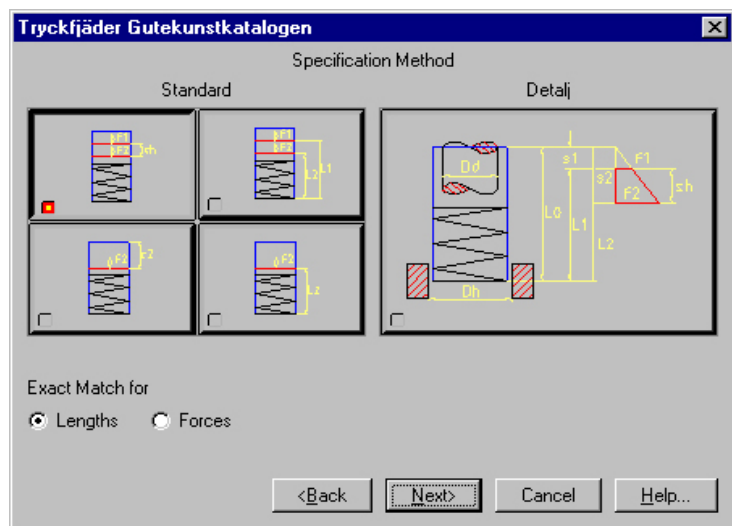 Tryckfjäder Gutekunstkatalogen
Specification Method
Standard
Detalj
F1
F2
sh
F1
F2
L2
L1
F2
s2
F2
L2
Dd
s1
F1
s2
F2
sh
L0
L1
L2
Dh
Exact Match for
Lengths
Forces
<Back
Next>
Cancel
Help...